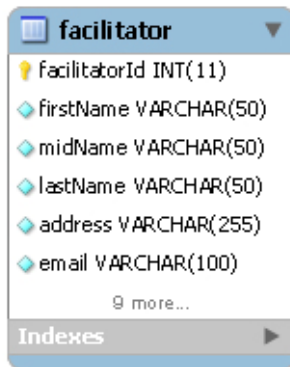 facilitator
facilitatorId INT(11)
firstName VARCHAR(50)
midName VARCHAR(50)
lastName VARCHAR(50)
address VARCHAR(255)
email VARCHAR(100)
9 more...
Indexes